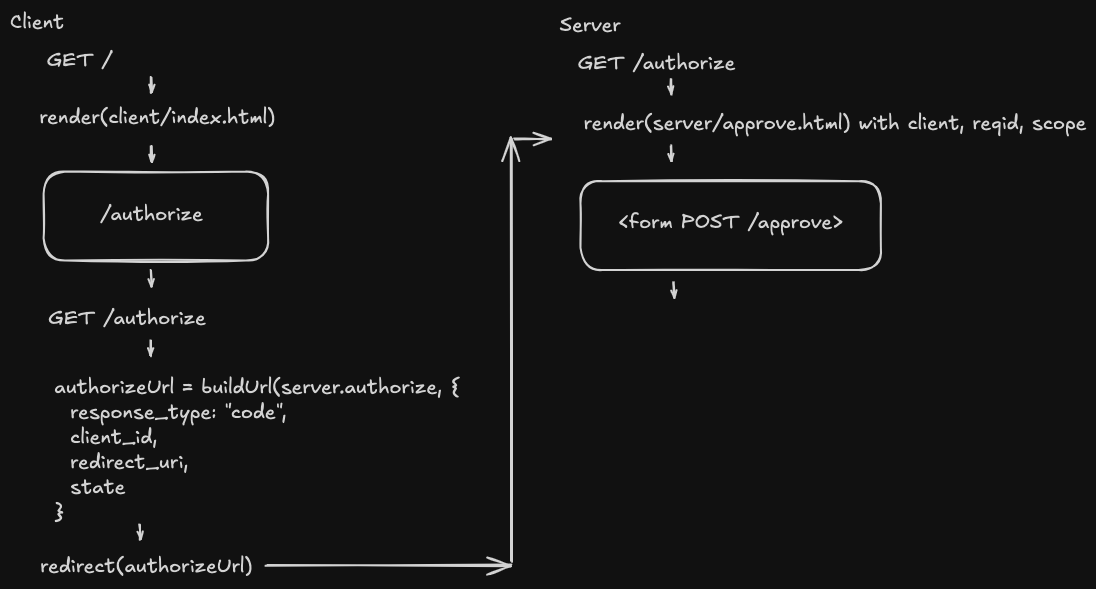 Client
GET /
render(client/index.html)
/authorize
GET /authorize
authorizeUrl = buildUrl(server.authorize, {
response_type: "code",
client_id,
redirect_uri,
state
}
redirect(authorizeUrl)
Server
GET /authorize
render(server/approve.html) with client, reqid, scope
<form POST /approve>